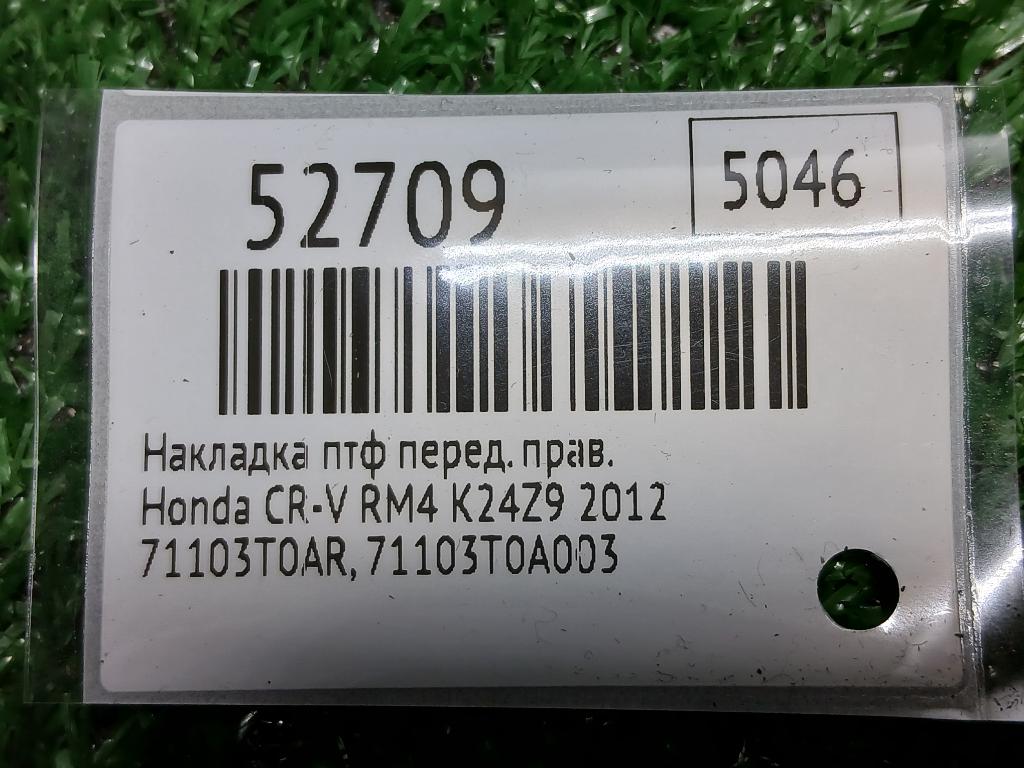 52709
5046
Накладка птф перед. прав.
Honda CR-V RM4 K24Z9 2012
71103T0AR, 71103T0A003